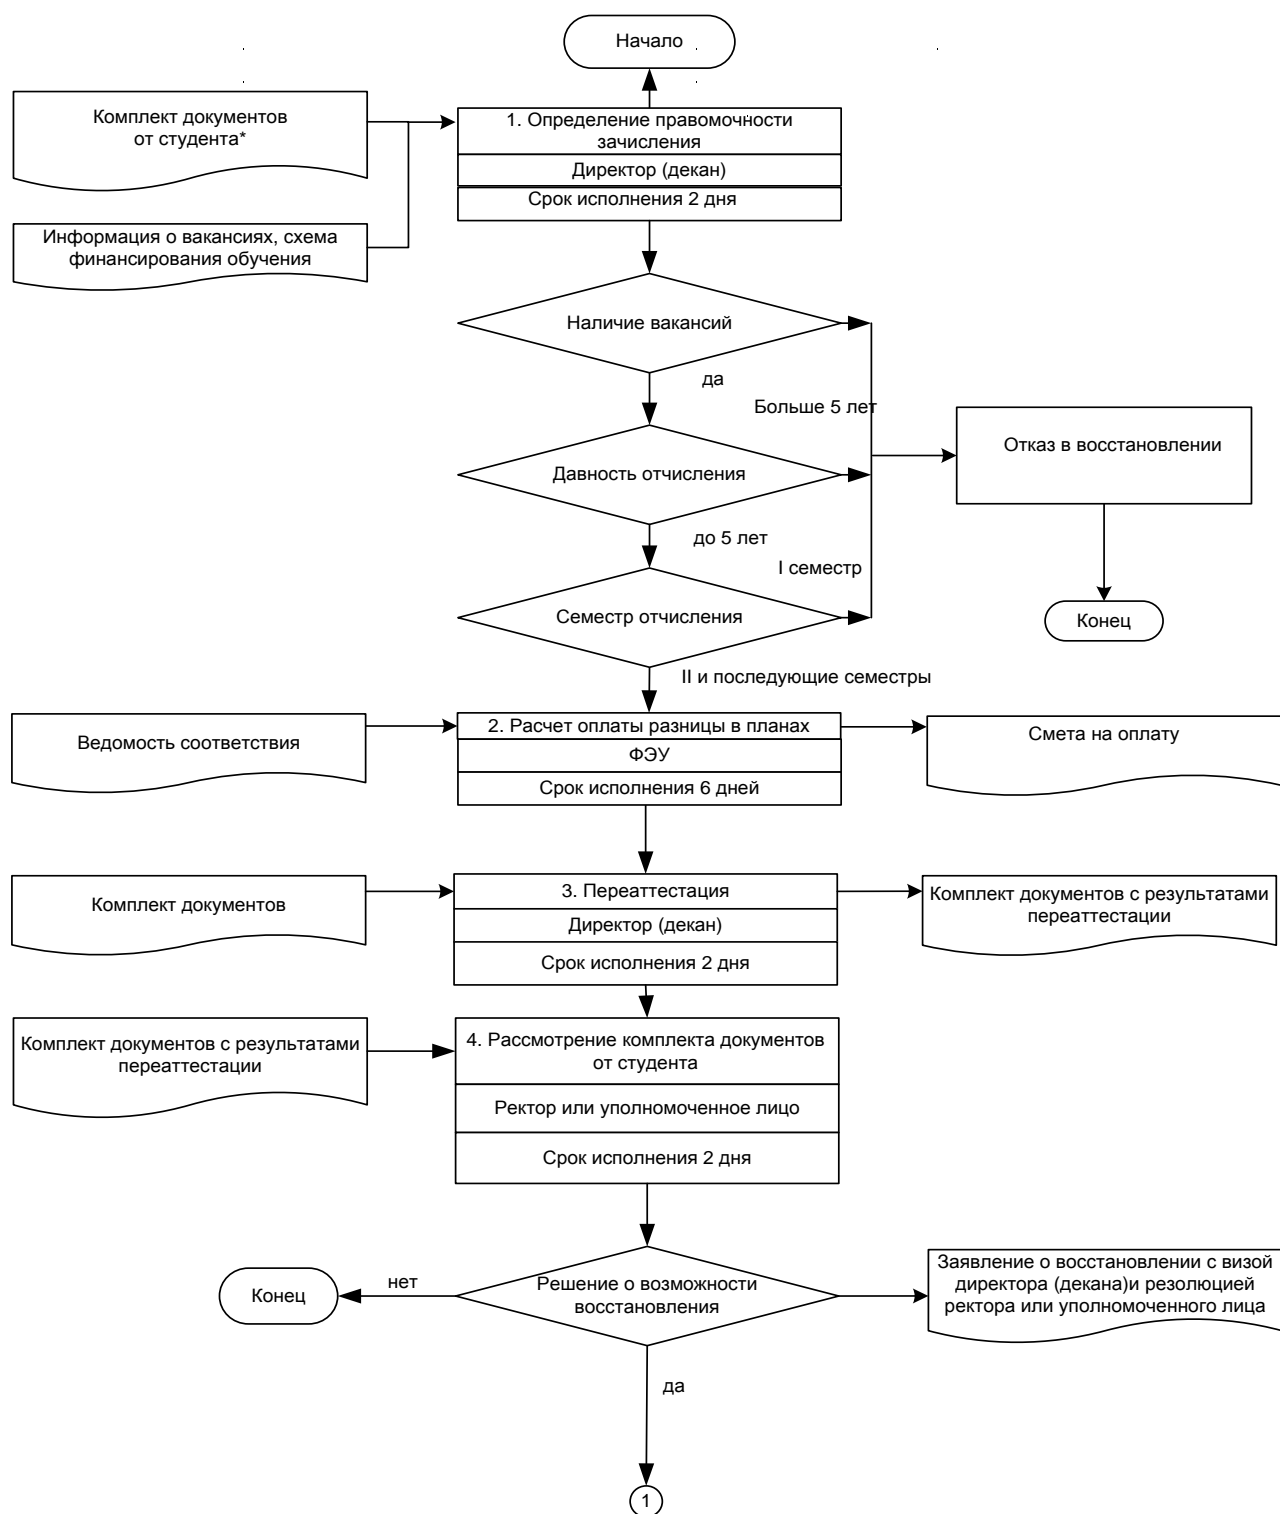 Начало
Комплект документов
от студента*
1. Определение правомочности
зачисления
Директор (декан)
Срок исполнения 2 дня
Информация о вакансиях, схема
финансирования обучения
Наличие вакансий
да
Больше 5 лет
Отказ в восстановлении
Давность отчисления
до 5 лет
I семестр
Семестр отчисления
Конец
II и последующие семестры
Ведомость соответствия
2. Расчет оплаты разницы в планах
ФЭУ
Срок исполнения 6 дней
Смета на оплату
Комплект документов
3. Переаттестация
Директор (декан)
Срок исполнения 2 дня
Комплект документов с результатами
переаттестации
Комплект документов с результатами
переаттестации
4. Рассмотрение комплекта документов
от студента
Ректор или уполномоченное лицо
Срок исполнения 2 дня
Конец
нет
Решение о возможности
восстановления
Заявление о восстановлении с визой
директора (декана)и резолюцией
ректора или уполномоченного лица
да
1